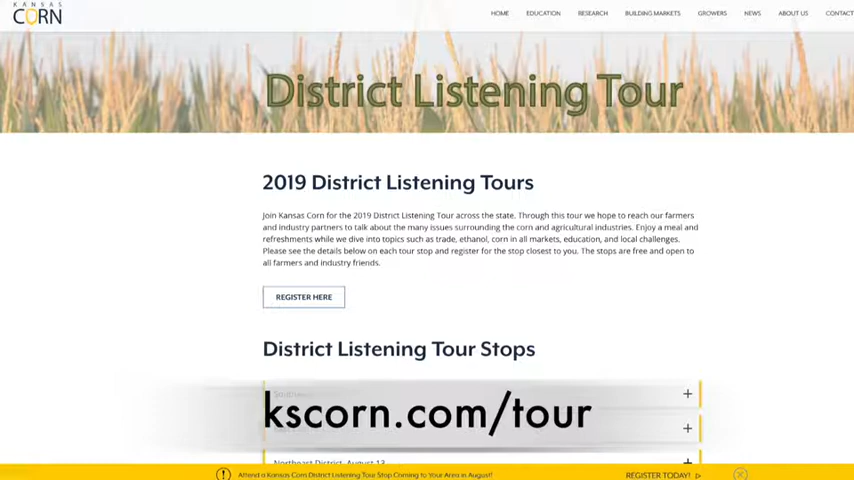 KANSAS
CORN
HOME EDUCATION RESEARCH BUILDING MARKETS GROWERS NEWS ABOUT US CONTACT
District Listening Tour
2019 District Listening Tours
Join Kansas Corn for the 2019 District Listening Tour across the state. Through this tour we hope to reach our farmers
and industry partners to talk about the many issues surrounding the corn and agricultural industries. Enjoy a meal and
refreshments while we dive into topics such as trade, ethanol, corn in all markets, education, and local challenges.
Please see the details below on each tour stop and register for the stop closest to you. The stops are free and open to
all farmers and industry friends.
REGISTER HERE
District Listening Tour Stops
kscorn.com/tour
Northeast District, August 13
Attend a Kansas Corn District Listening Tour Stop Coming to Your Area in August! REGISTER TODAY!